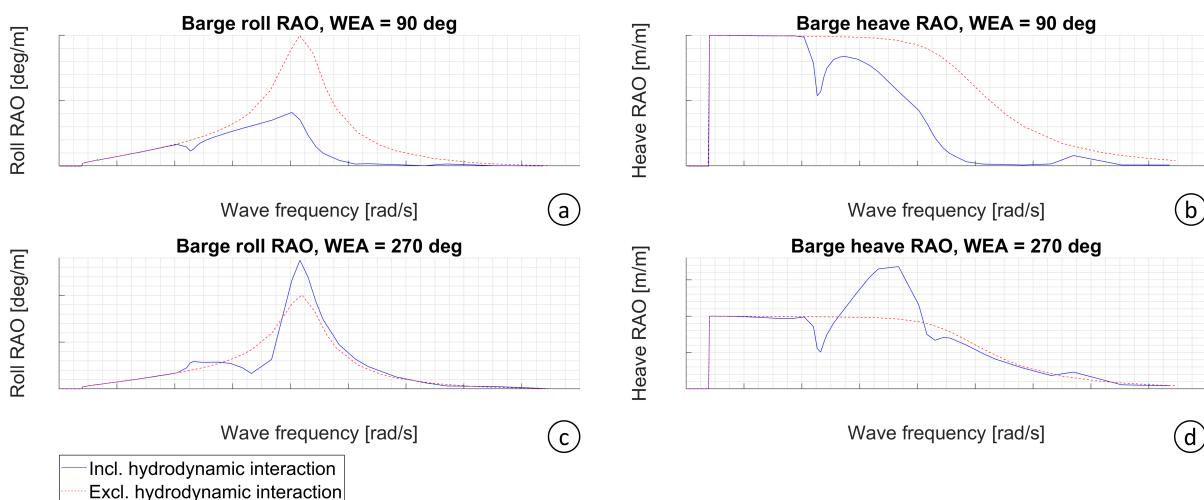 Barge roll RAO, WEA = 90 deg
Roll RAO [deg/m]
Wave frequency [rad/s]
a
Barge heave RAO, WEA = 90 deg
Heave RAO [m/m]
Wave frequency [rad/s]
b
Barge roll RAO, WEA = 270 deg
Roll RAO [deg/m]
Wave frequency [rad/s]
c
Barge heave RAO, WEA = 270 deg
Heave RAO [m/m]
Wave frequency [rad/s]
d
Incl. hydrodynamic interaction
Excl. hydrodynamic interaction